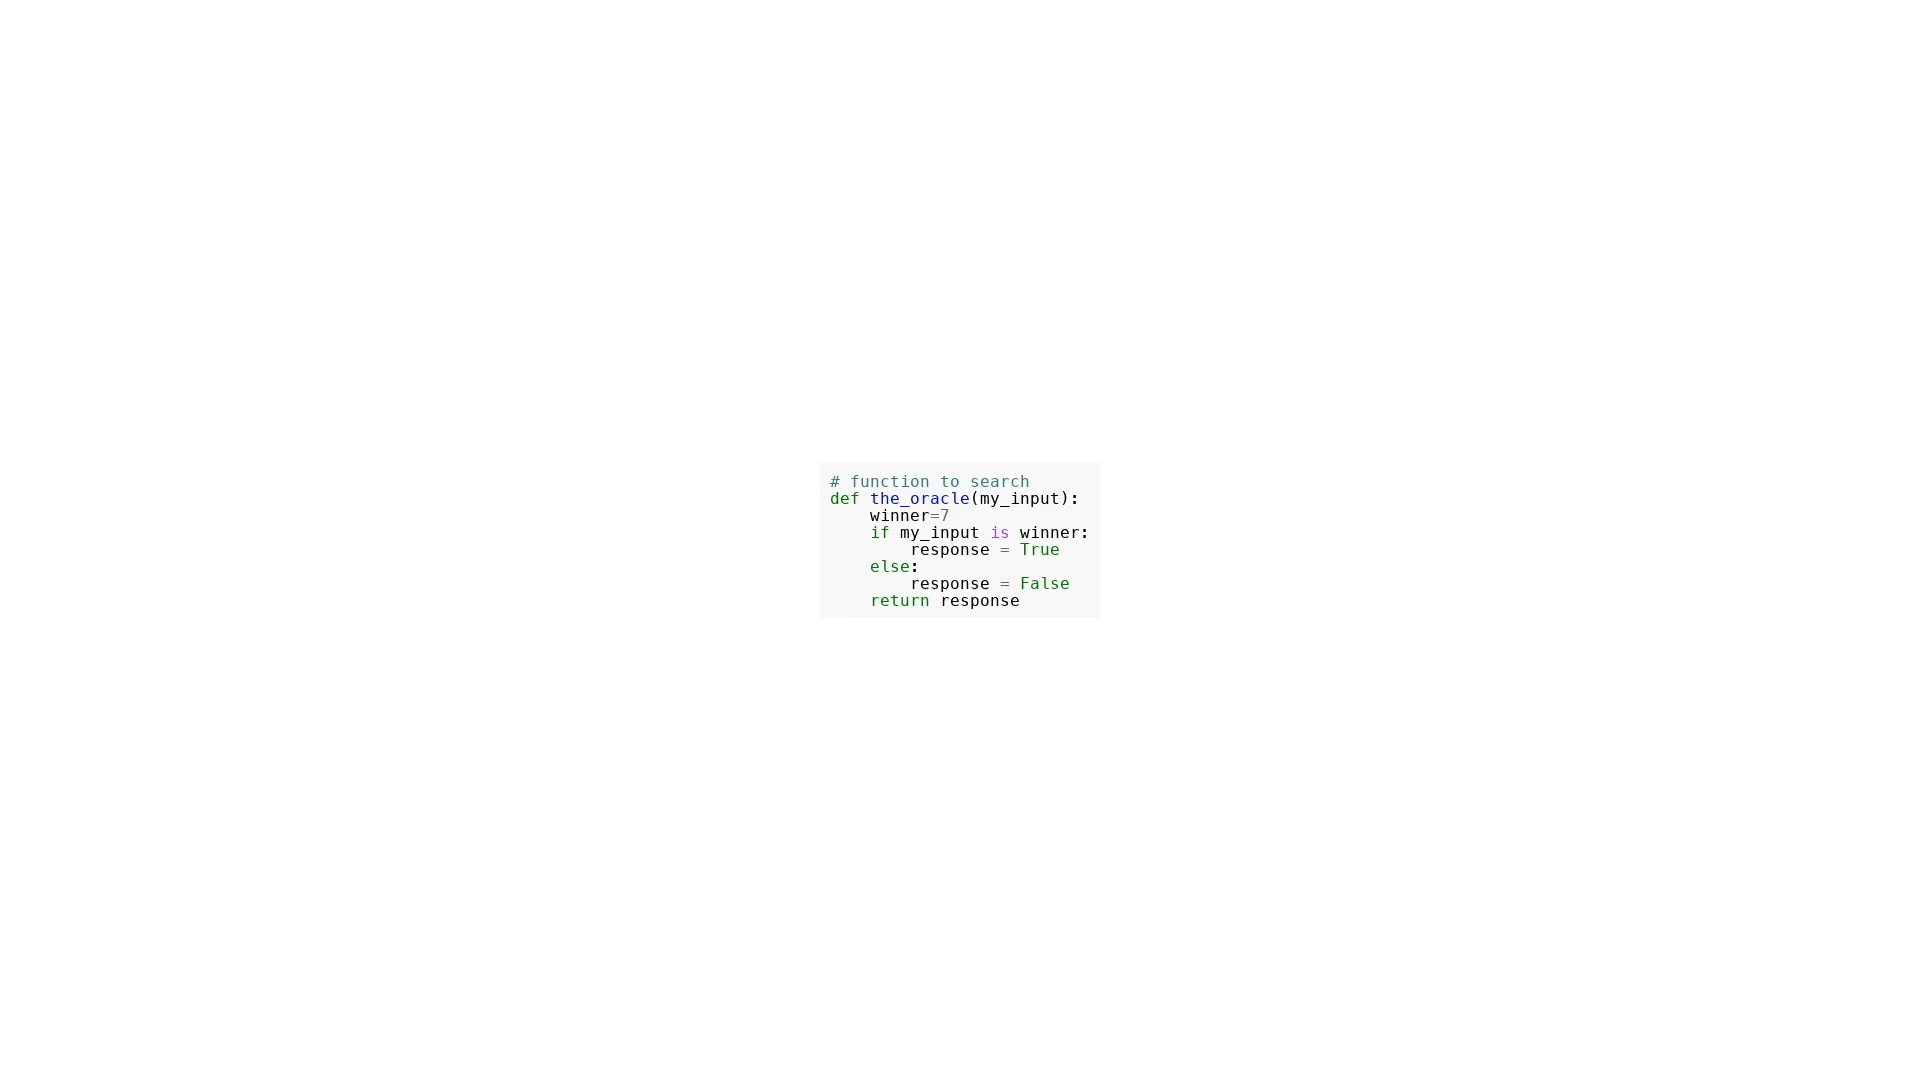 # function to search
def the_oracle(my_input):
    winner=7
    if my_input is winner:
        response = True
    else:
        response = False
    return response